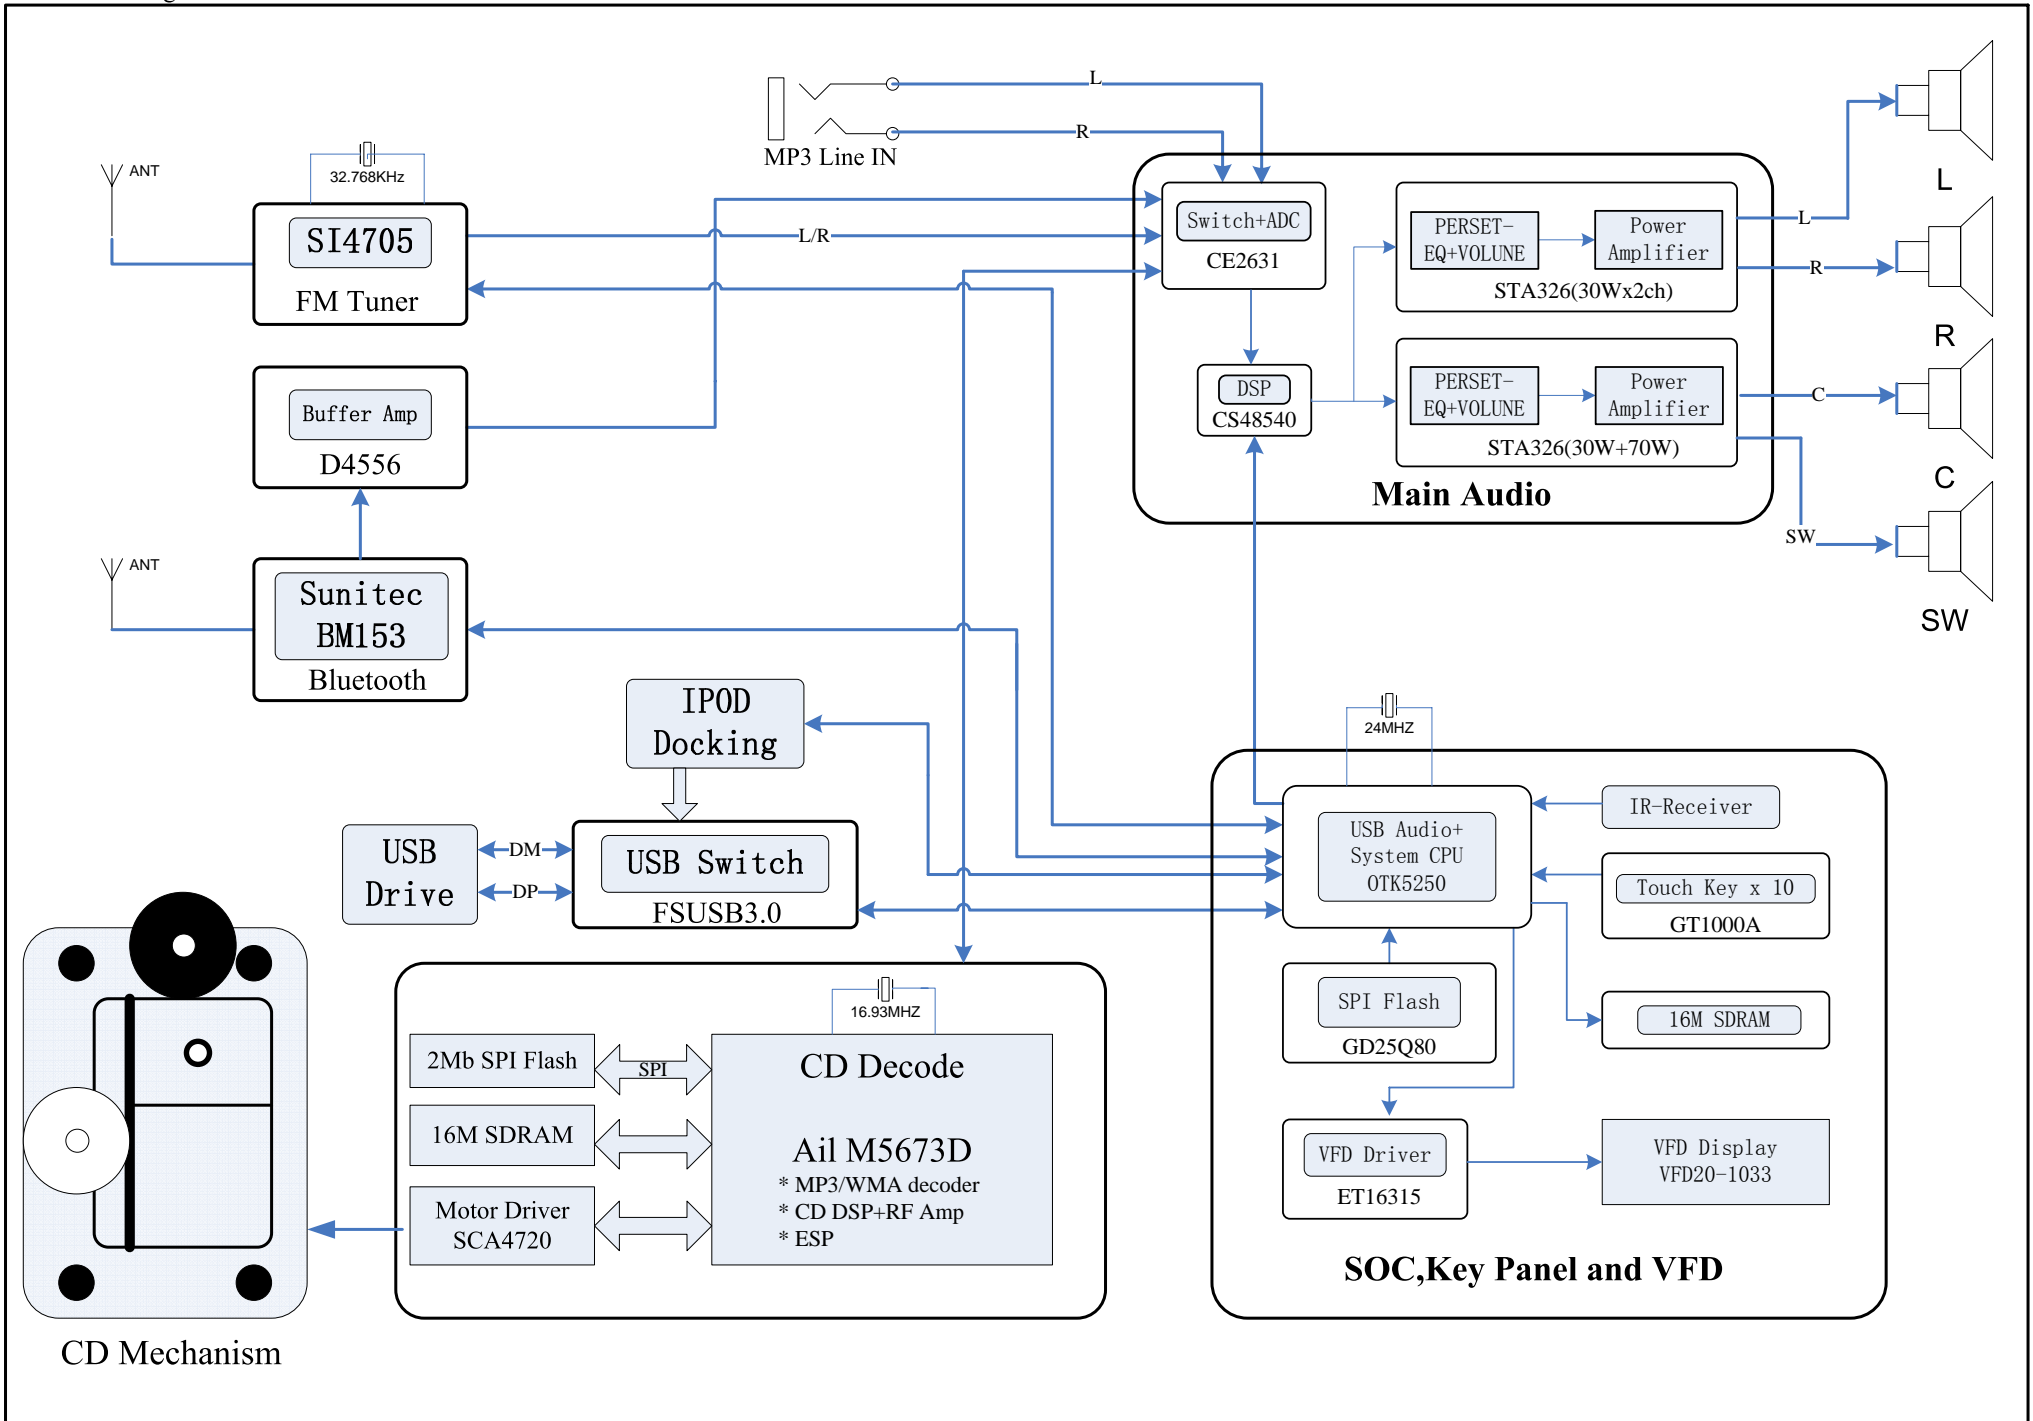 L
R
MP3 Line IN
ANT
32.768KHz
SI4705
FM Tuner
L/R
Switch+ADC
CE2631
PERSET-
EQ+VOLUNE
Power
Amplifier
STA326(30Wx2ch)
L
R
L
R
DSP
CS48540
PERSET-
EQ+VOLUNE
Power
Amplifier
STA326(30W+70W)
C
SW
C
SW
Main Audio
Buffer Amp
D4556
ANT
Sunitec
BM153
Bluetooth
IPOD
Docking
USB
Drive
DM
DP
USB Switch
FSUSB3.0
24MHZ
USB Audio+
System CPU
OTK5250
IR-Receiver
Touch Key x 10
GT1000A
SPI Flash
GD25Q80
16M SDRAM
VFD Driver
ET16315
VFD Display
VFD20-1033
SOC,Key Panel and VFD
16.93MHZ
2Mb SPI Flash
SPI
16M SDRAM
Motor Driver
SCA4720
CD Decode
Ail M5673D
* MP3/WMA decoder
* CD DSP+RF Amp
* ESP
CD Mechanism